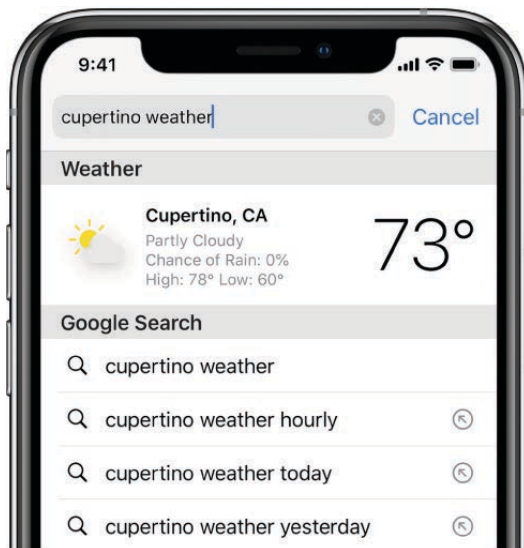 9:41
cupertino weather
Cancel
Weather
Cupertino, CA
Partly Cloudy
Chance of Rain: 0%
High: 78° Low: 60°
73°
Google Search
cupertino weather
cupertino weather hourly
cupertino weather today
cupertino weather yesterday